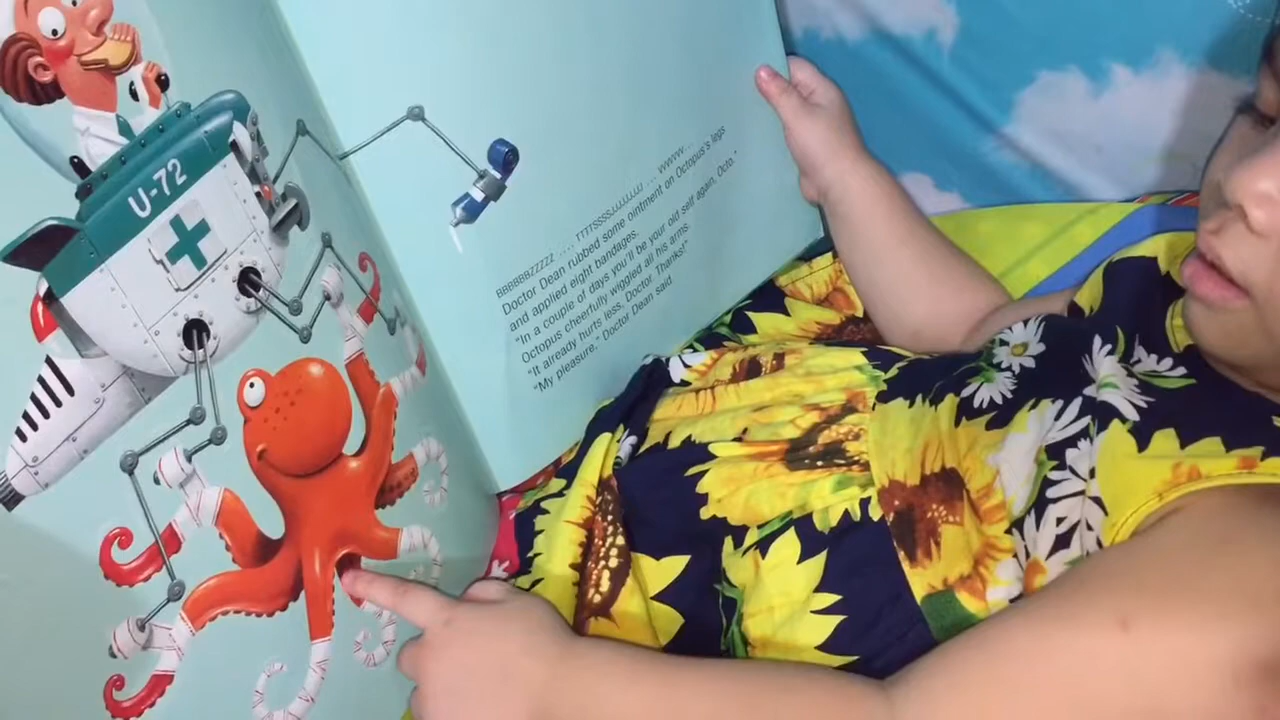 U-72
BBBBBZZZZZ ... TTTTSSSSUUUUUU ... VVVVVV...
Doctor Dean rubbed some ointment on Octopus's legs
and applied eight bandages.
"In a couple of days you'll be your old self again, Octo."
Octopus cheerfully wiggled all his arms.
"It already hurts less, Doctor. Thanks!"
"My pleasure," Doctor Dean said